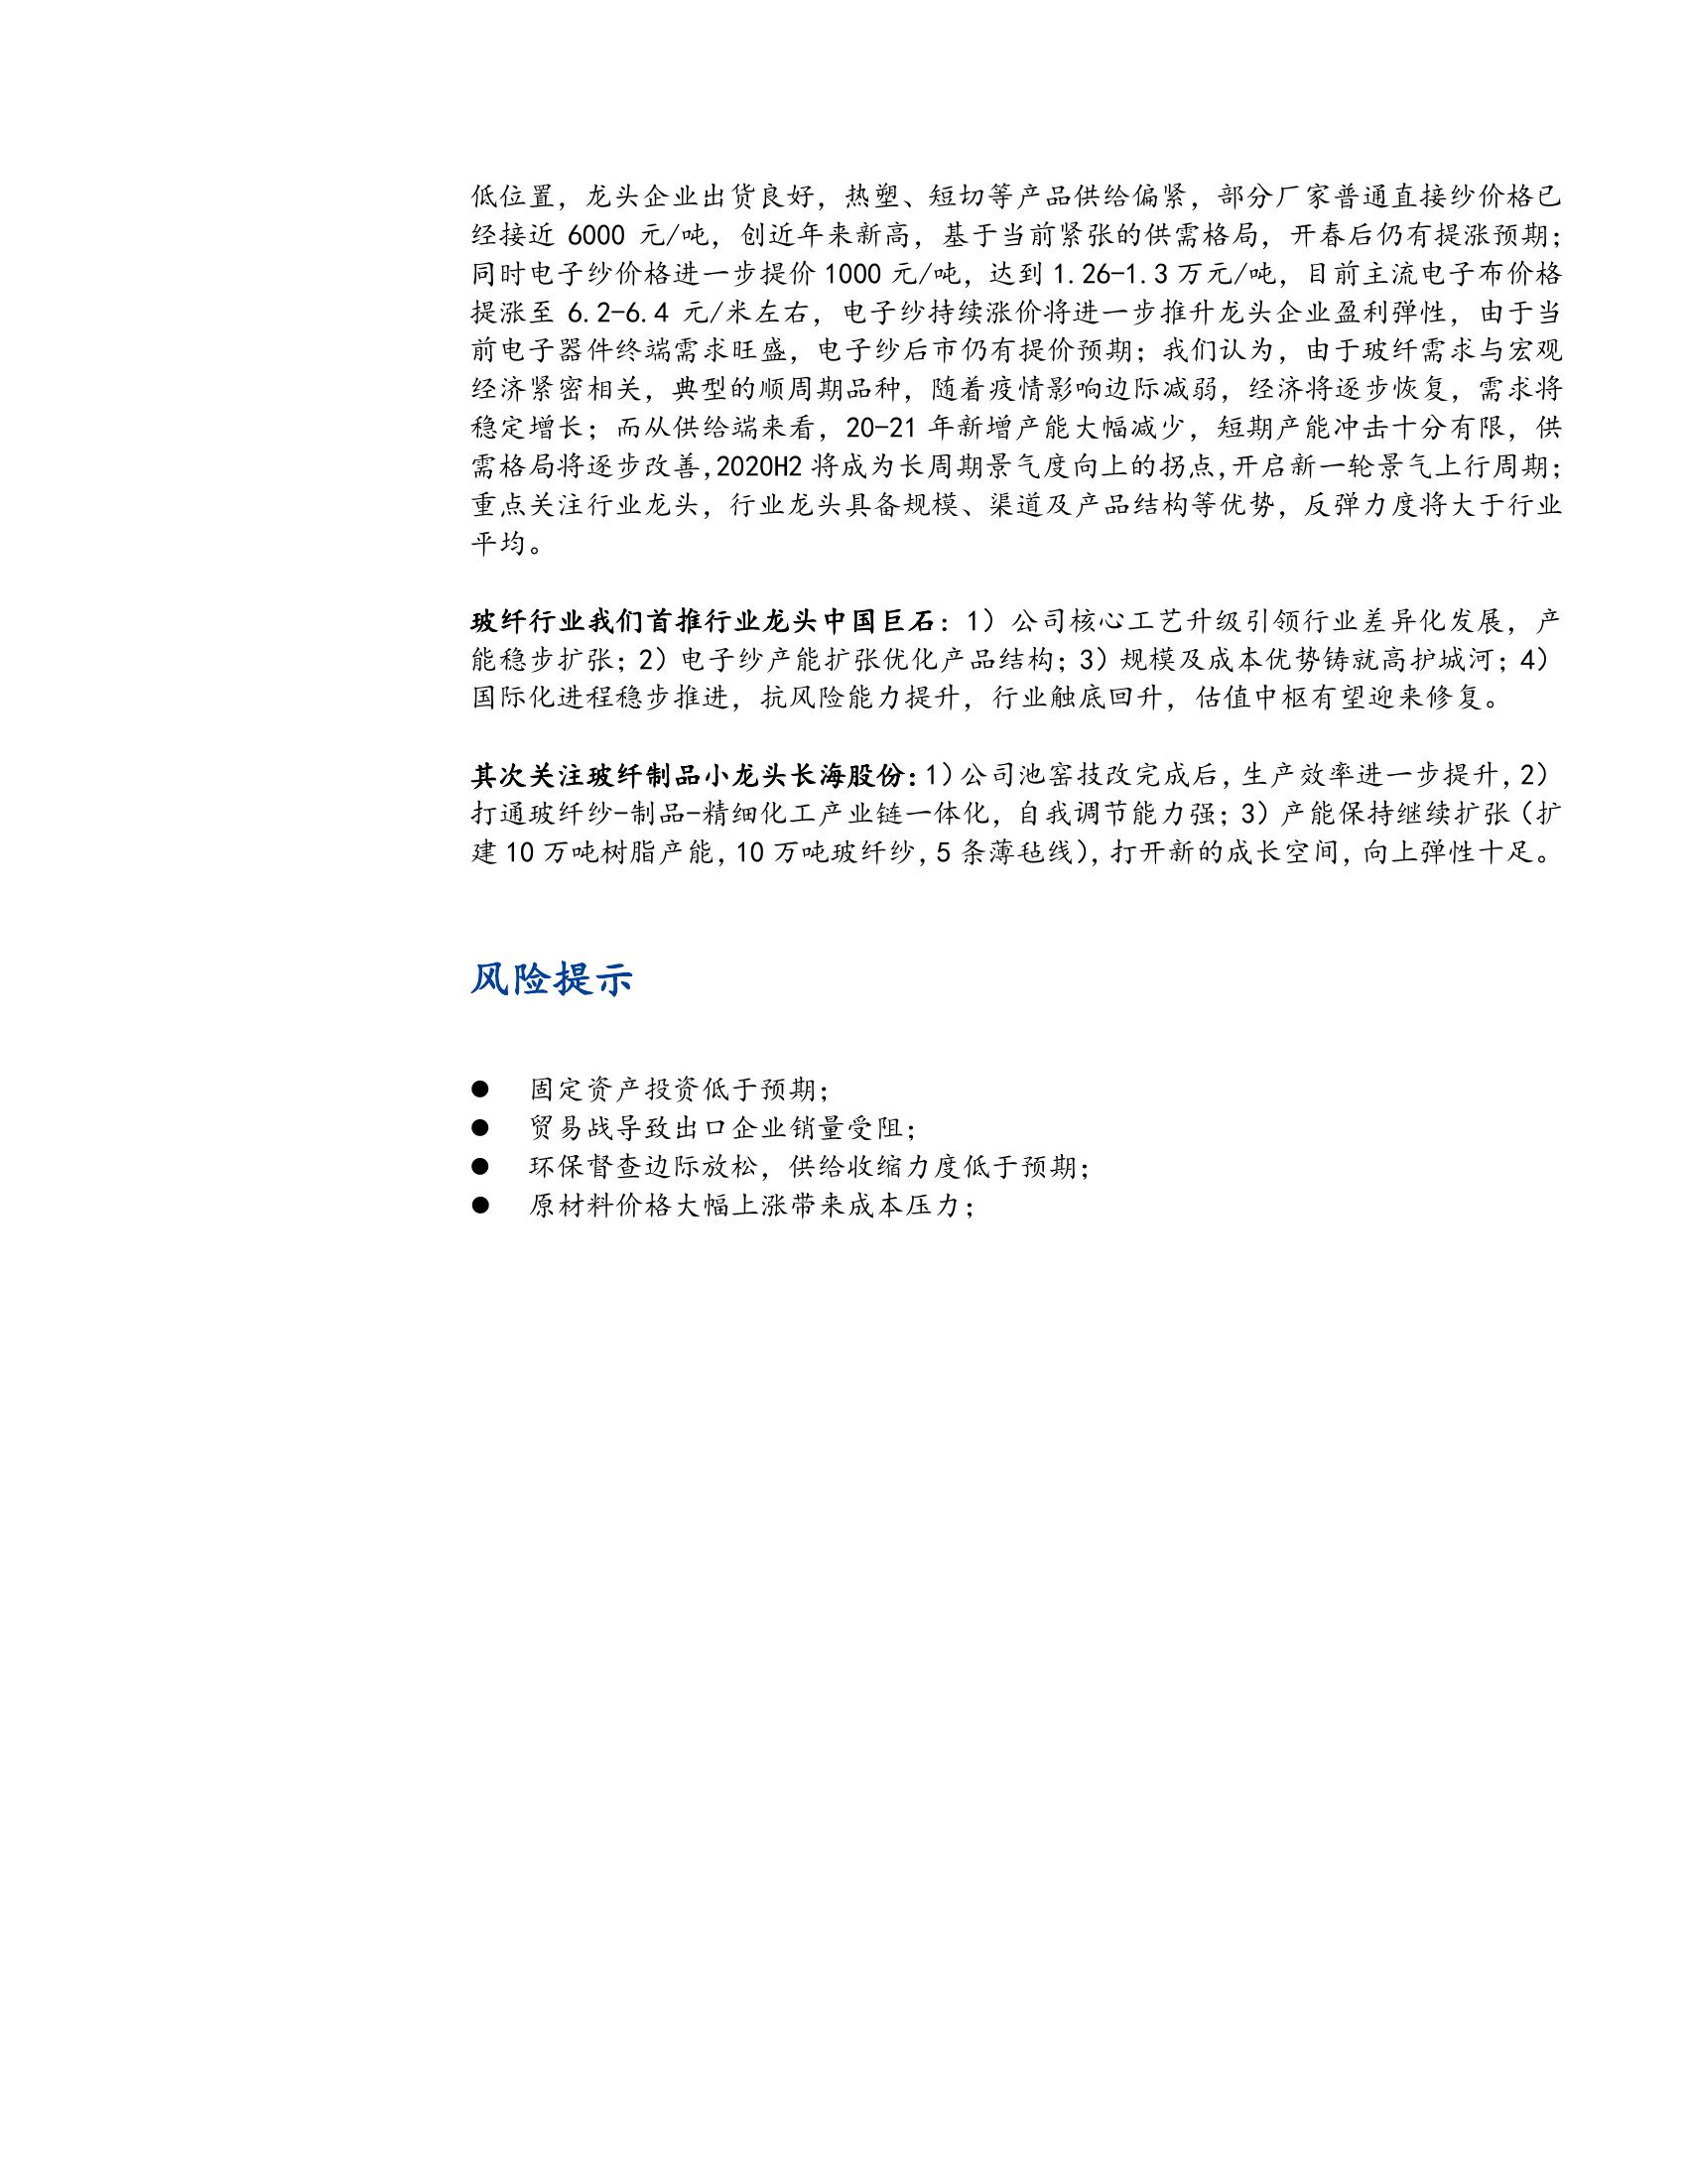 低位置，龙头企业出货良好，热塑、短切等产品供给偏紧，部分厂家普通直接纱价格已
经接近 6000 元/吨，创近年来新高，基于当前紧张的供需格局，开春后仍有提涨预期；
同时电子纱价格进一步提价 1000 元/吨，达到 1.26-1.3 万元/吨，目前主流电子布价格
提涨至 6.2-6.4 元/米左右，电子纱持续涨价将进一步推升龙头企业盈利弹性，由于当
前电子器件终端需求旺盛，电子纱后市仍有提价预期；我们认为，由于玻纤需求与宏观
经济紧密相关，典型的顺周期品种，随着疫情影响边际减弱，经济将逐步恢复，需求将
稳定增长；而从供给端来看，20-21 年新增产能大幅减少，短期产能冲击十分有限，供
需格局将逐步改善，2020H2 将成为长周期景气度向上的拐点，开启新一轮景气上行周期；
重点关注行业龙头，行业龙头具备规模、渠道及产品结构等优势，反弹力度将大于行业
平均。
玻纤行业我们首推行业龙头中国巨石：1）公司核心工艺升级引领行业差异化发展，产
能稳步扩张；2）电子纱产能扩张优化产品结构；3）规模及成本优势铸就高护城河；4）
国际化进程稳步推进，抗风险能力提升，行业触底回升，估值中枢有望迎来修复。
其次关注玻纤制品小龙头长海股份：1）公司池窑技改完成后，生产效率进一步提升，2）
打通玻纤纱-制品-精细化工产业链一体化，自我调节能力强；3）产能保持继续扩张（扩
建 10 万吨树脂产能，10 万吨玻纤纱，5 条薄毡线），打开新的成长空间，向上弹性十足。
风险提示
● 固定资产投资低于预期；
● 贸易战导致出口企业销量受阻；
● 环保督查边际放松，供给收缩力度低于预期；
● 原材料价格大幅上涨带来成本压力；